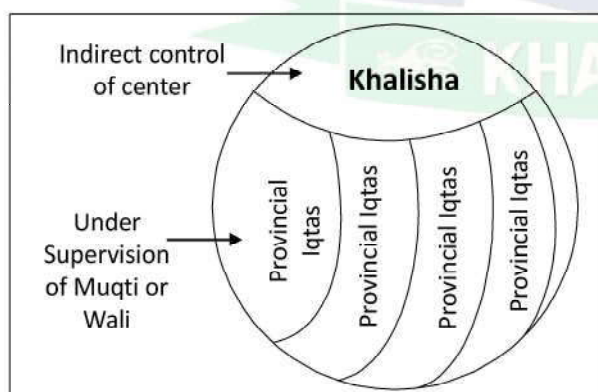 KHA
Indirect control
of center
Khalisha
Under
Supervision
of Muqti or
Wali
Provincial
Iqtas
Provincial Iqtas
Provincial Iqtas
Provincial Iqtas